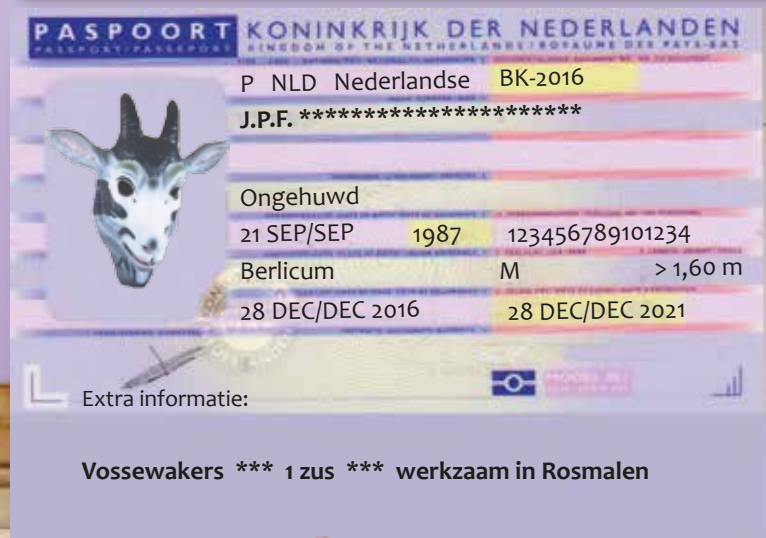 PASPOORT KONINKRIJK DER NEDERLANDEN
PASSPORT/PASSEPORT KINGDOM OF THE NETHERLANDS / ROYAUME DES PAYS-BAS
P NLD Nederlandse BK-2016
J.P.F. **********************
Ongehuwd
21 SEP/SEP 1987 123456789101234
Berlicum M > 1,60 m
28 DEC/DEC 2016 28 DEC/DEC 2021
Extra informatie:
Vossewakers *** 1 zus *** werkzaam in Rosmalen